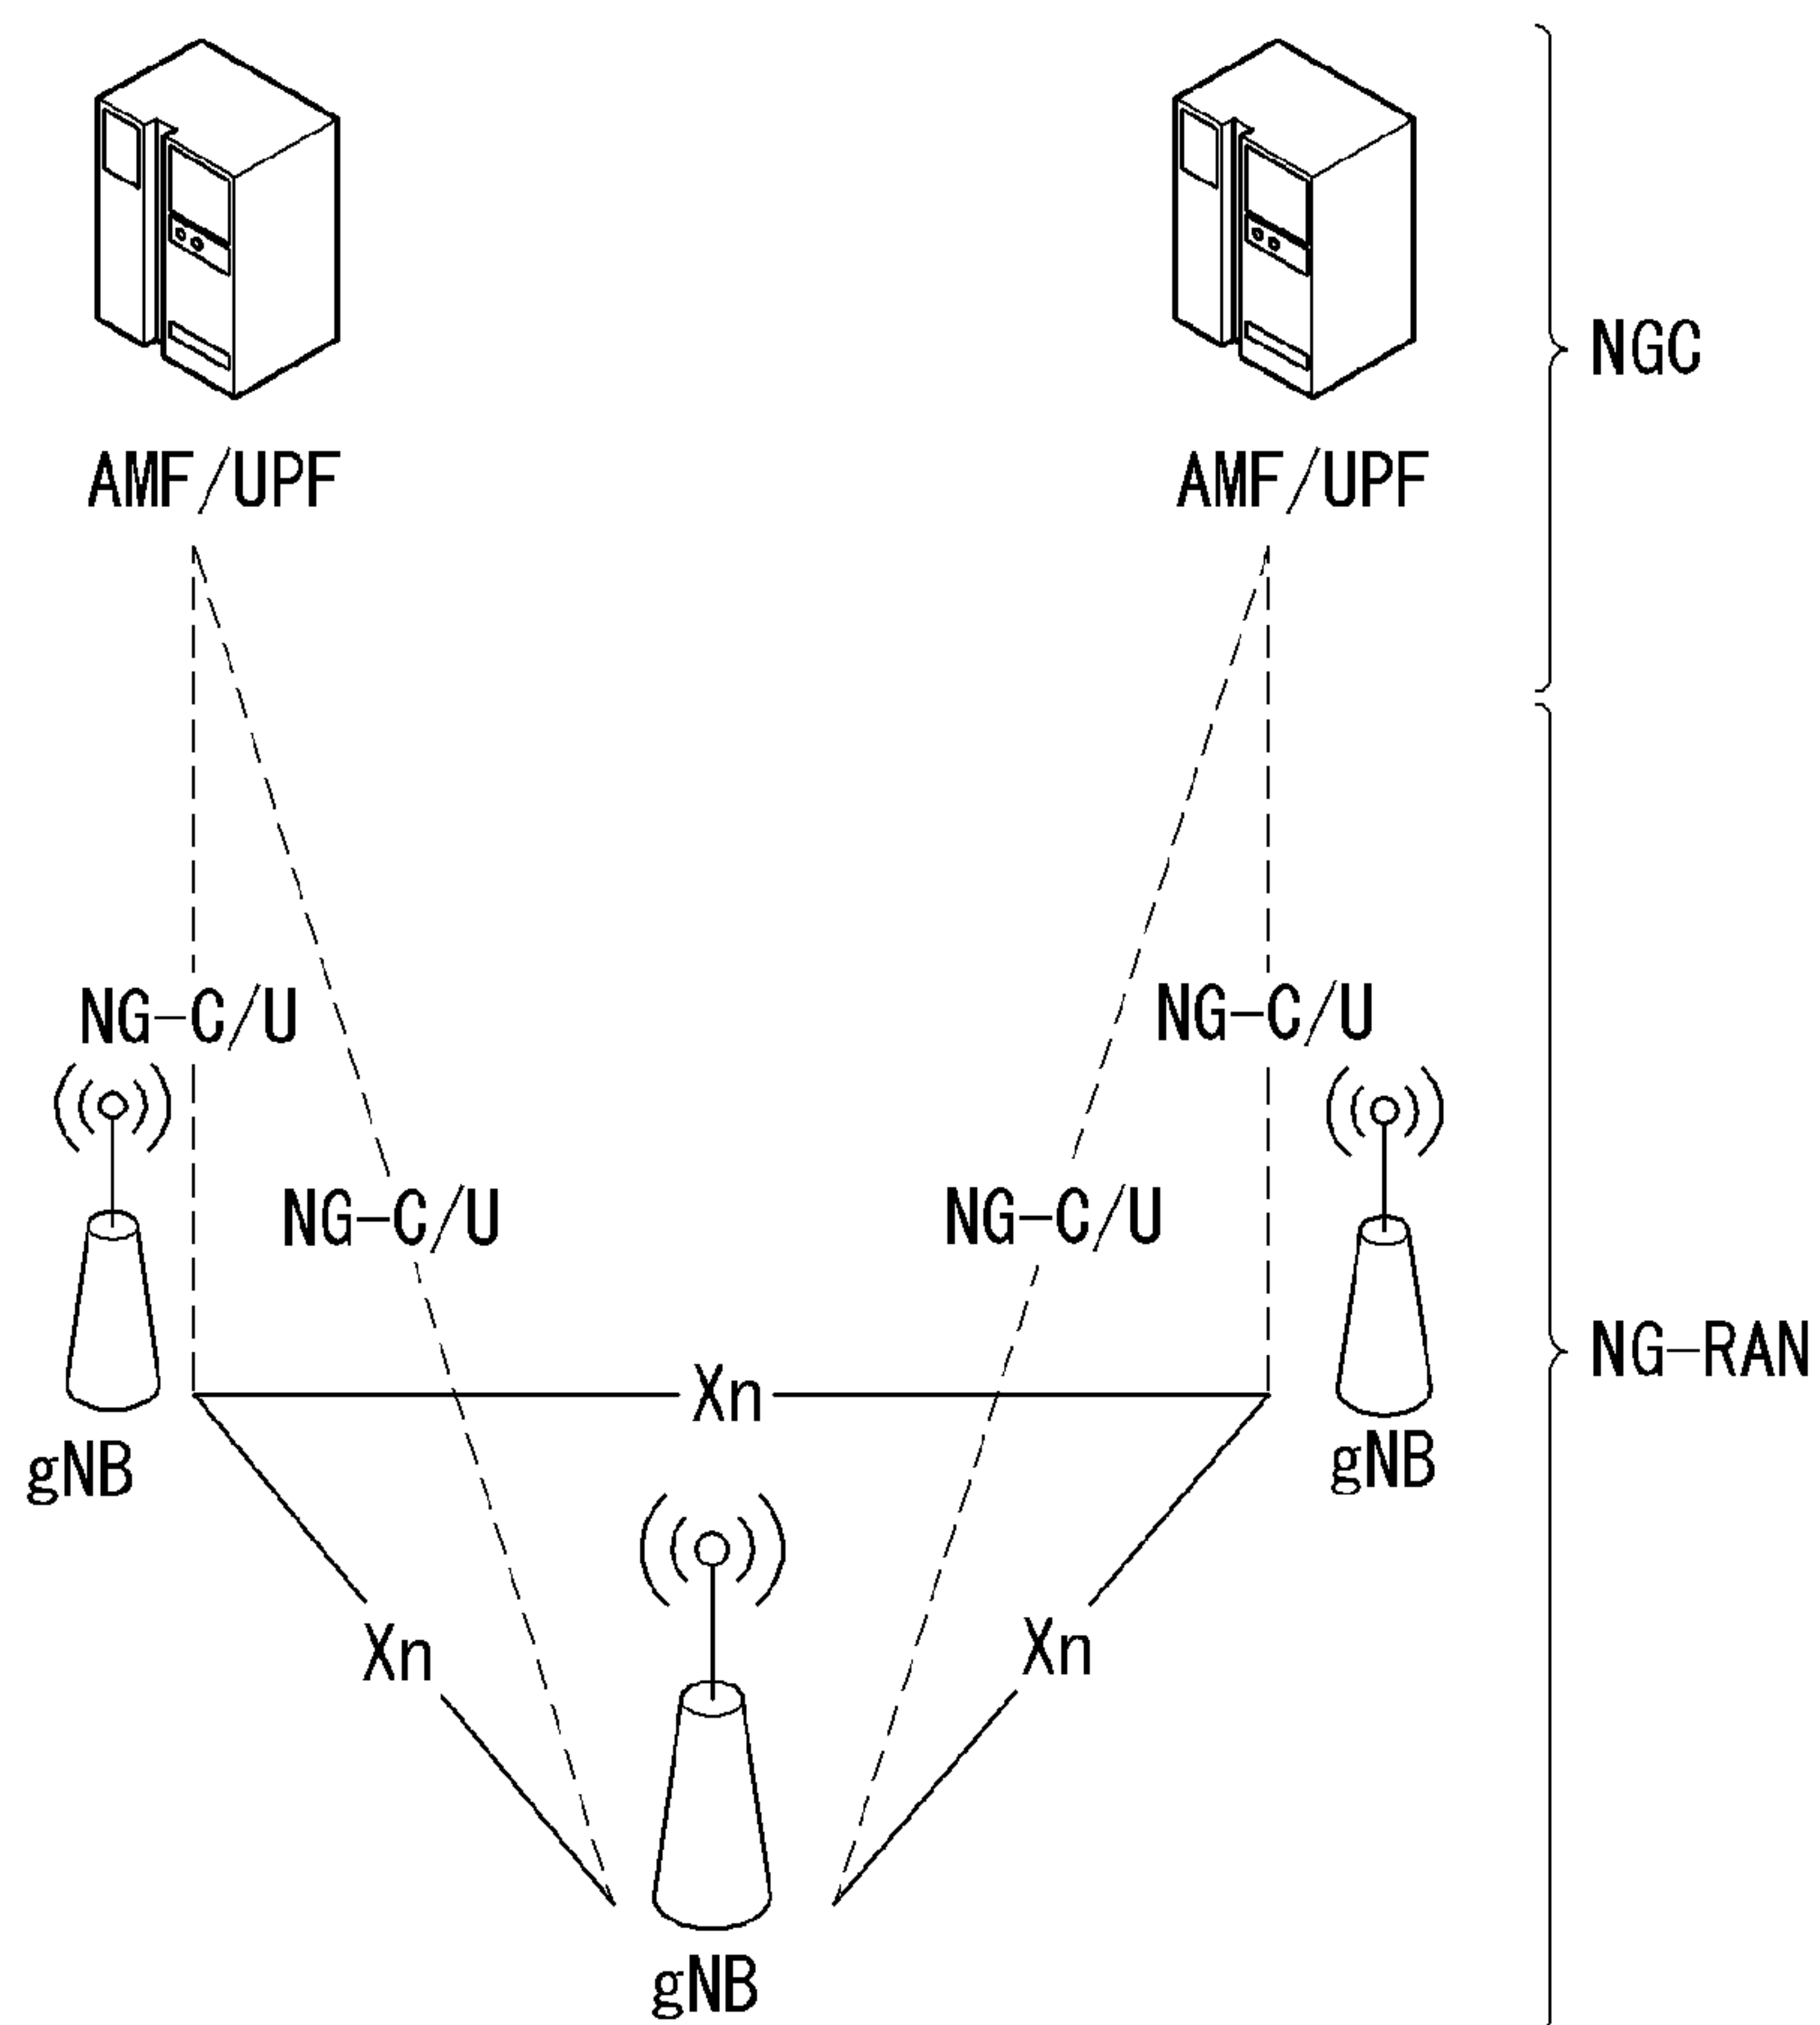 NGC
AMF/UPF
AMF/UPF
NG-C/U
NG-C/U
NG-C/U
NG-C/U
NG-RAN
Xn
gNB
gNB
Xn
Xn
gNB